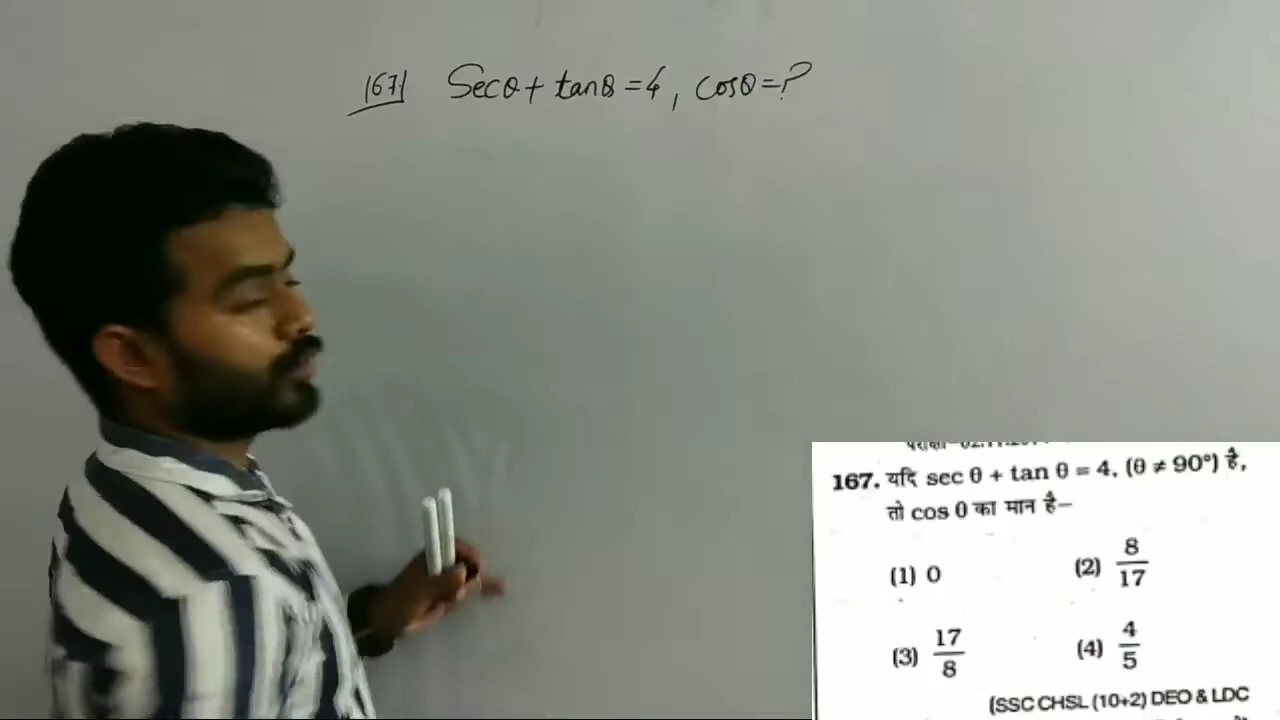 167) Secθ + tanθ = 4, cosθ = ?
167. यदि sec θ + tan θ = 4, (θ ≠ 90°) है,
तो cos θ का मान है–
(1) 0 (2) 8/17
(3) 17/8 (4) 4/5
(SSC CHSL (10+2) DEO & LDC